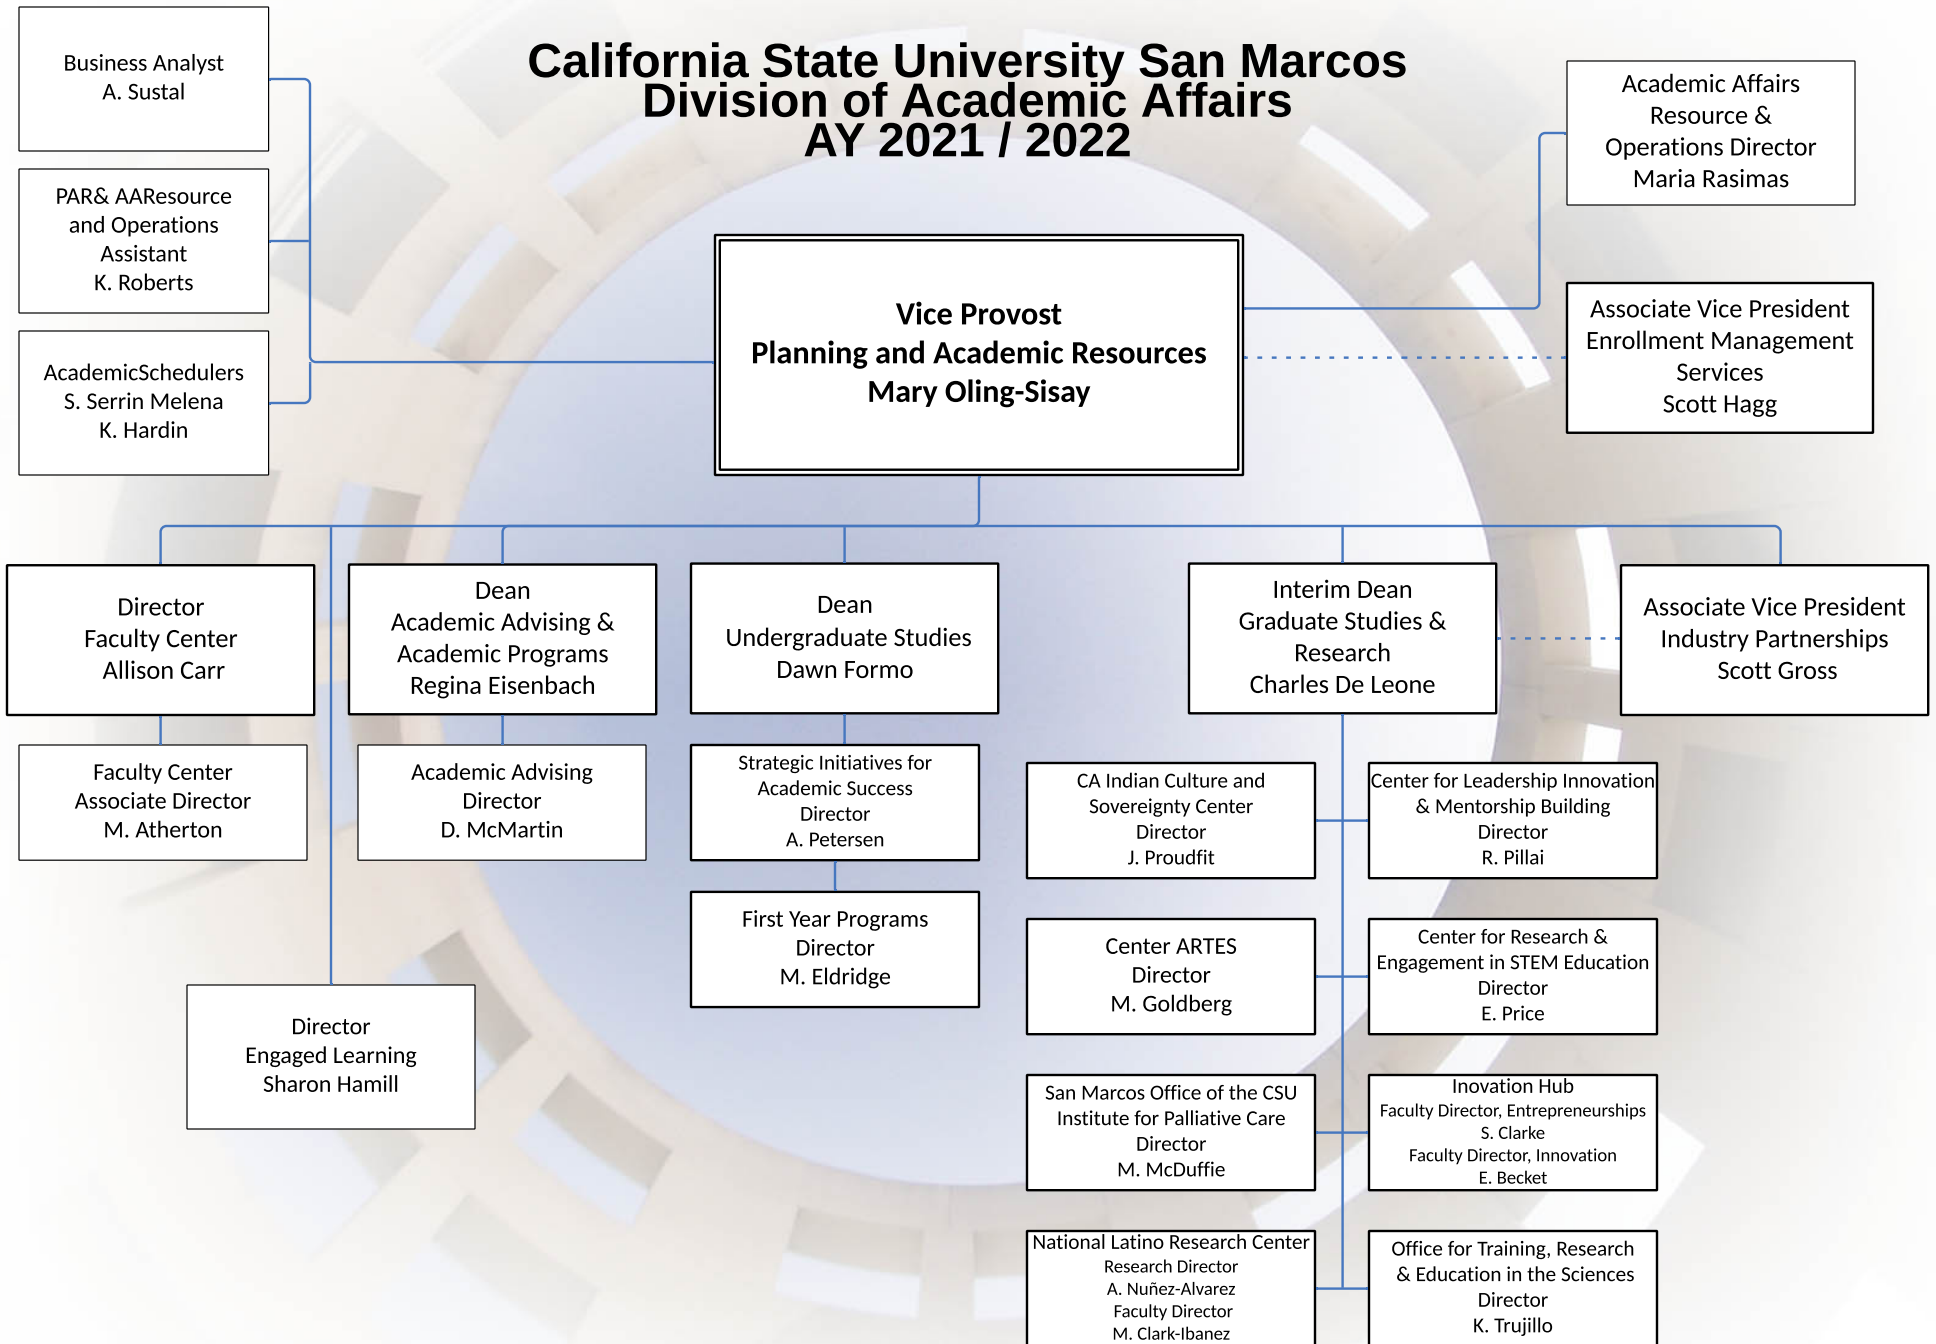 California State University San Marcos
Division of Academic Affairs
AY 2021 / 2022
Business Analyst
A. Sustal
PAR& AAResource
and Operations
Assistant
K. Roberts
AcademicSchedulers
S. Serrin Melena
K. Hardin
Vice Provost
Planning and Academic Resources
Mary Oling-Sisay
Academic Affairs
Resource &
Operations Director
Maria Rasimas
Associate Vice President
Enrollment Management
Services
Scott Hagg
Director
Faculty Center
Allison Carr
Dean
Academic Advising &
Academic Programs
Regina Eisenbach
Dean
Undergraduate Studies
Dawn Formo
Interim Dean
Graduate Studies &
Research
Charles De Leone
Associate Vice President
Industry Partnerships
Scott Gross
Faculty Center
Associate Director
M. Atherton
Academic Advising
Director
D. McMartin
Strategic Initiatives for
Academic Success
Director
A. Petersen
First Year Programs
Director
M. Eldridge
Director
Engaged Learning
Sharon Hamill
CA Indian Culture and
Sovereignty Center
Director
J. Proudfit
Center for Leadership Innovation
& Mentorship Building
Director
R. Pillai
Center ARTES
Director
M. Goldberg
Center for Research &
Engagement in STEM Education
Director
E. Price
San Marcos Office of the CSU
Institute for Palliative Care
Director
M. McDuffie
Inovation Hub
Faculty Director, Entrepreneurships
S. Clarke
Faculty Director, Innovation
E. Becket
National Latino Research Center
Research Director
A. Nuñez-Alvarez
Faculty Director
M. Clark-Ibanez
Office for Training, Research
& Education in the Sciences
Director
K. Trujillo